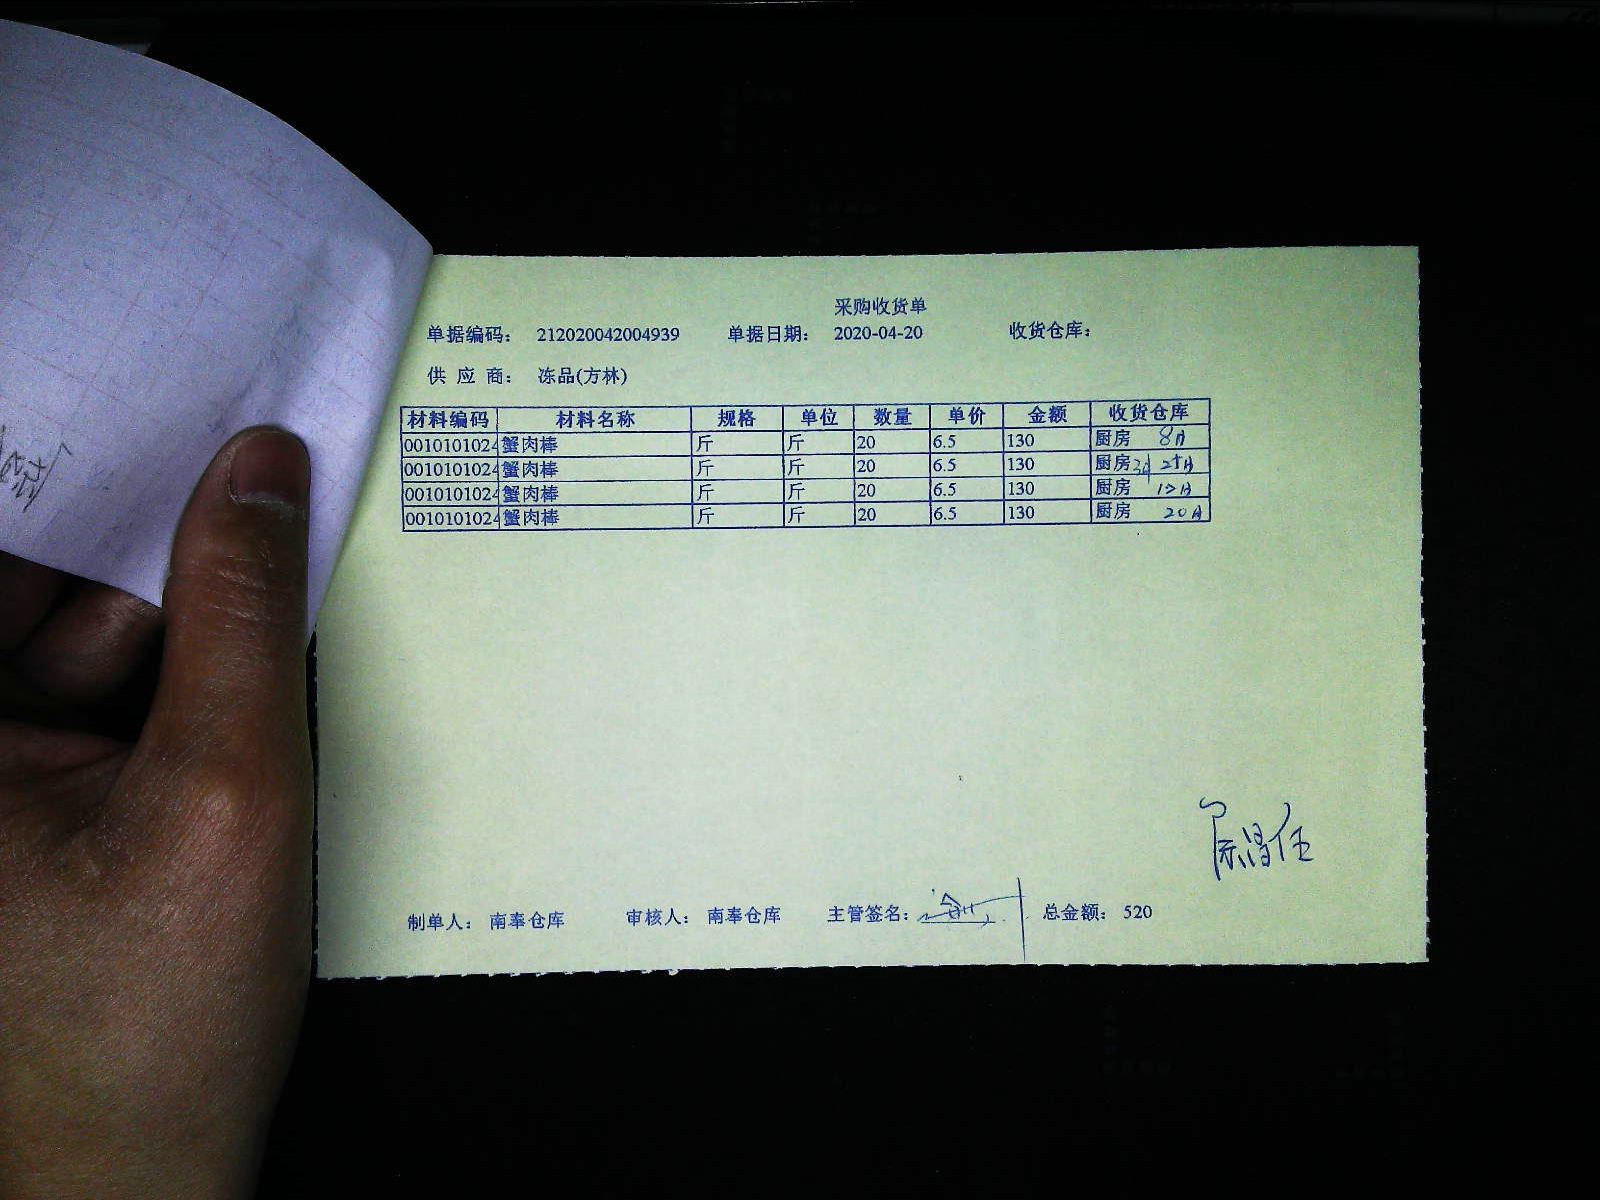 采购收货单
单据编码： 212020042004939 单据日期： 2020-04-20 收货仓库：
供 应 商： 冻品(方林)
材料编码 材料名称 规格 单位 数量 单价 金额 收货仓库
0010101024 蟹肉棒 斤 斤 20 6.5 130 厨房 8日
0010101024 蟹肉棒 斤 斤 20 6.5 130 厨房
0010101024 蟹肉棒 斤 斤 20 6.5 130 厨房
0010101024 蟹肉棒 斤 斤 20 6.5 130 厨房 20日
制单人： 南奉仓库 审核人： 南奉仓库 主管签名： 总金额： 520